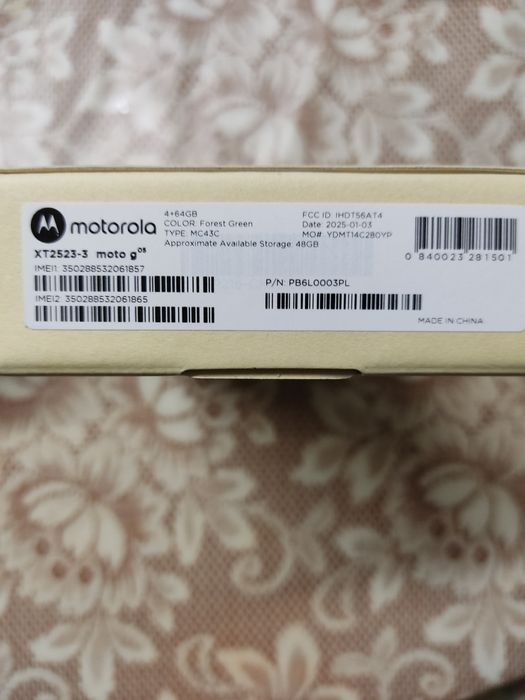 motorola
4+64GB
COLOR: Forest Green
TYPE: MC43C
Approximate Available Storage: 48GB
FCC ID: IHDT56AT4
Date: 2025-01-03
MO#: YDMT14C280YP
XT2523-3 moto g05
IMEI1: 350288532061857
IMEI2: 350288532061865
P/N: PB6L0003PL
0 840023 281501
MADE IN CHINA